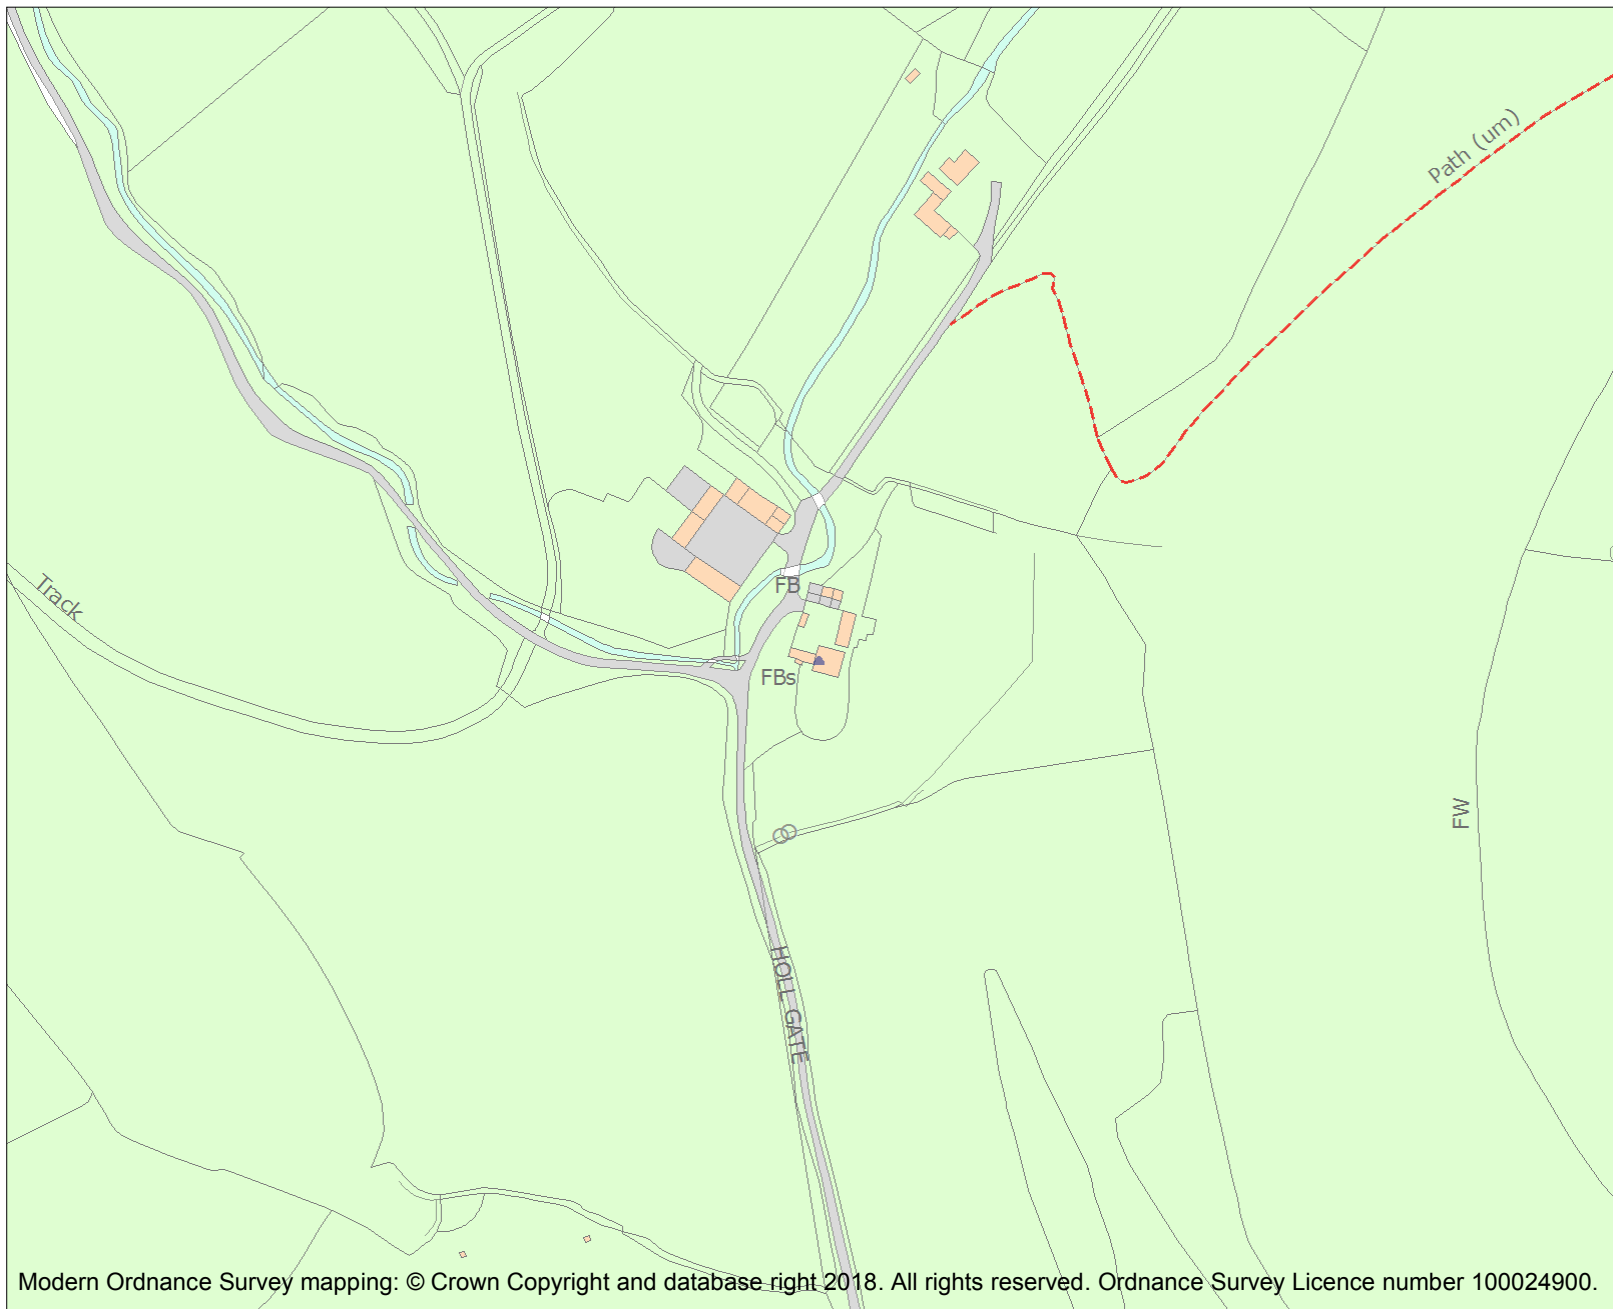 Path (um)
Track
FB
FBs
FW
HOLL GATE
Modern Ordnance Survey mapping: © Crown Copyright and database right 2018. All rights reserved. Ordnance Survey Licence number 100024900.